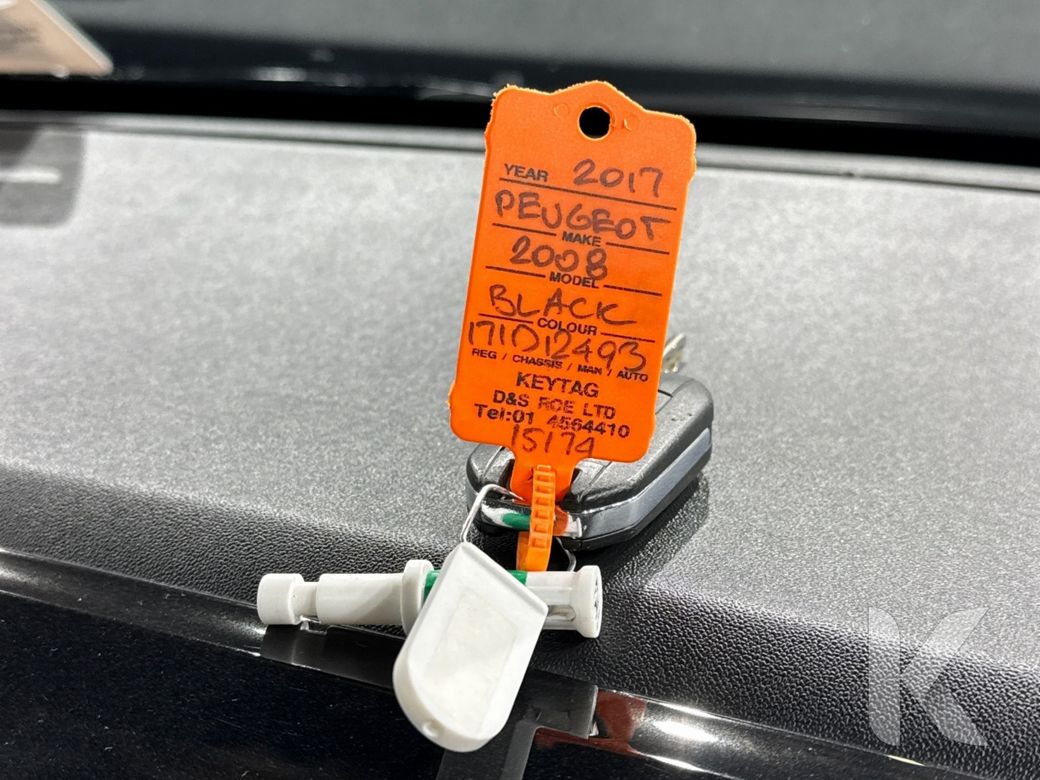 YEAR 2017
PEUGEOT
MAKE
2008
MODEL
BLACK
COLOUR
171D12493
REG / CHASSIS / MAN / AUTO
KEYTAG
D&S ROE LTD
Tel:01 4564410
15174
K